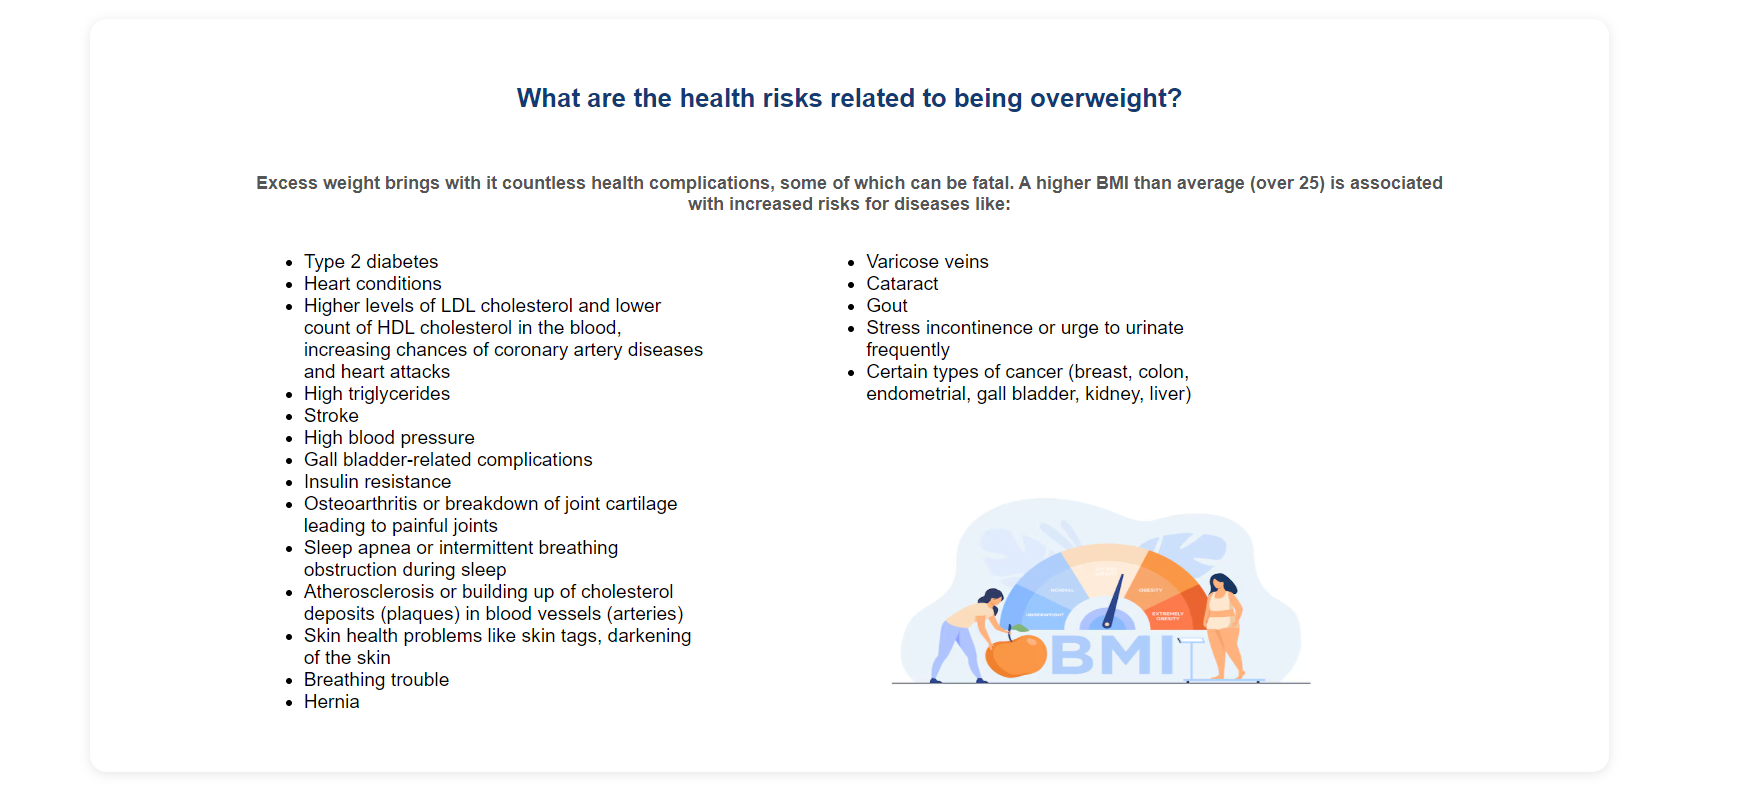 What are the health risks related to being overweight?
Excess weight brings with it countless health complications, some of which can be fatal. A higher BMI than average (over 25) is associated
with increased risks for diseases like:
Type 2 diabetes
Heart conditions
Higher levels of LDL cholesterol and lower
count of HDL cholesterol in the blood,
increasing chances of coronary artery diseases
and heart attacks
High triglycerides
Stroke
High blood pressure
Gall bladder-related complications
Insulin resistance
Osteoarthritis or breakdown of joint cartilage
leading to painful joints
Sleep apnea or intermittent breathing
obstruction during sleep
Atherosclerosis or building up of cholesterol
deposits (plaques) in blood vessels (arteries)
Skin health problems like skin tags, darkening
of the skin
Breathing trouble
Hernia
Varicose veins
Cataract
Gout
Stress incontinence or urge to urinate
frequently
Certain types of cancer (breast, colon,
endometrial, gall bladder, kidney, liver)
UNDERWEIGHT
NORMAL
OBESITY
EXTREMELY
OBESITY
BMI